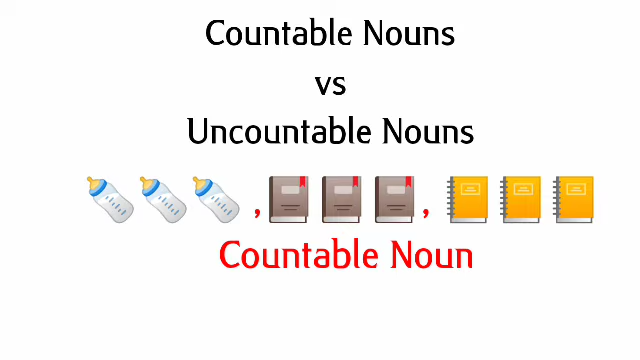 Countable Nouns
vs
Uncountable Nouns
, ,
Countable Noun